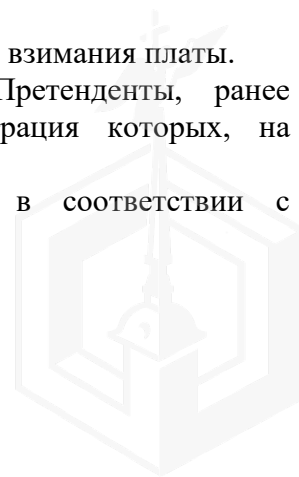 взимания платы.
Претенденты, ранее
рация которых, на
в соответствии с